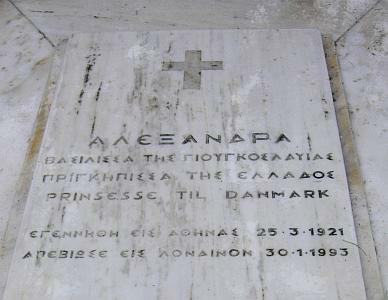 ΑΛΕΞΑΝΔΡΑ
ΒΑΣΙΛΙΣΣΑ ΤΗΣ ΓΙΟΥΓΚΟΣΛΑΥΙΑΣ
ΠΡΙΓΚΗΠΙΣΣΑ ΤΗΣ ΕΛΛΑΔΟΣ
PRINSESSE TIL DANMARK
ΕΓΕΝΝΗΘΗ ΕΙΣ ΑΘΗΝΑΣ 25-3-1921
ΑΠΕΒΙΩΣΕ ΕΙΣ ΛΟΝΔΙΝΟΝ 30-1-1993